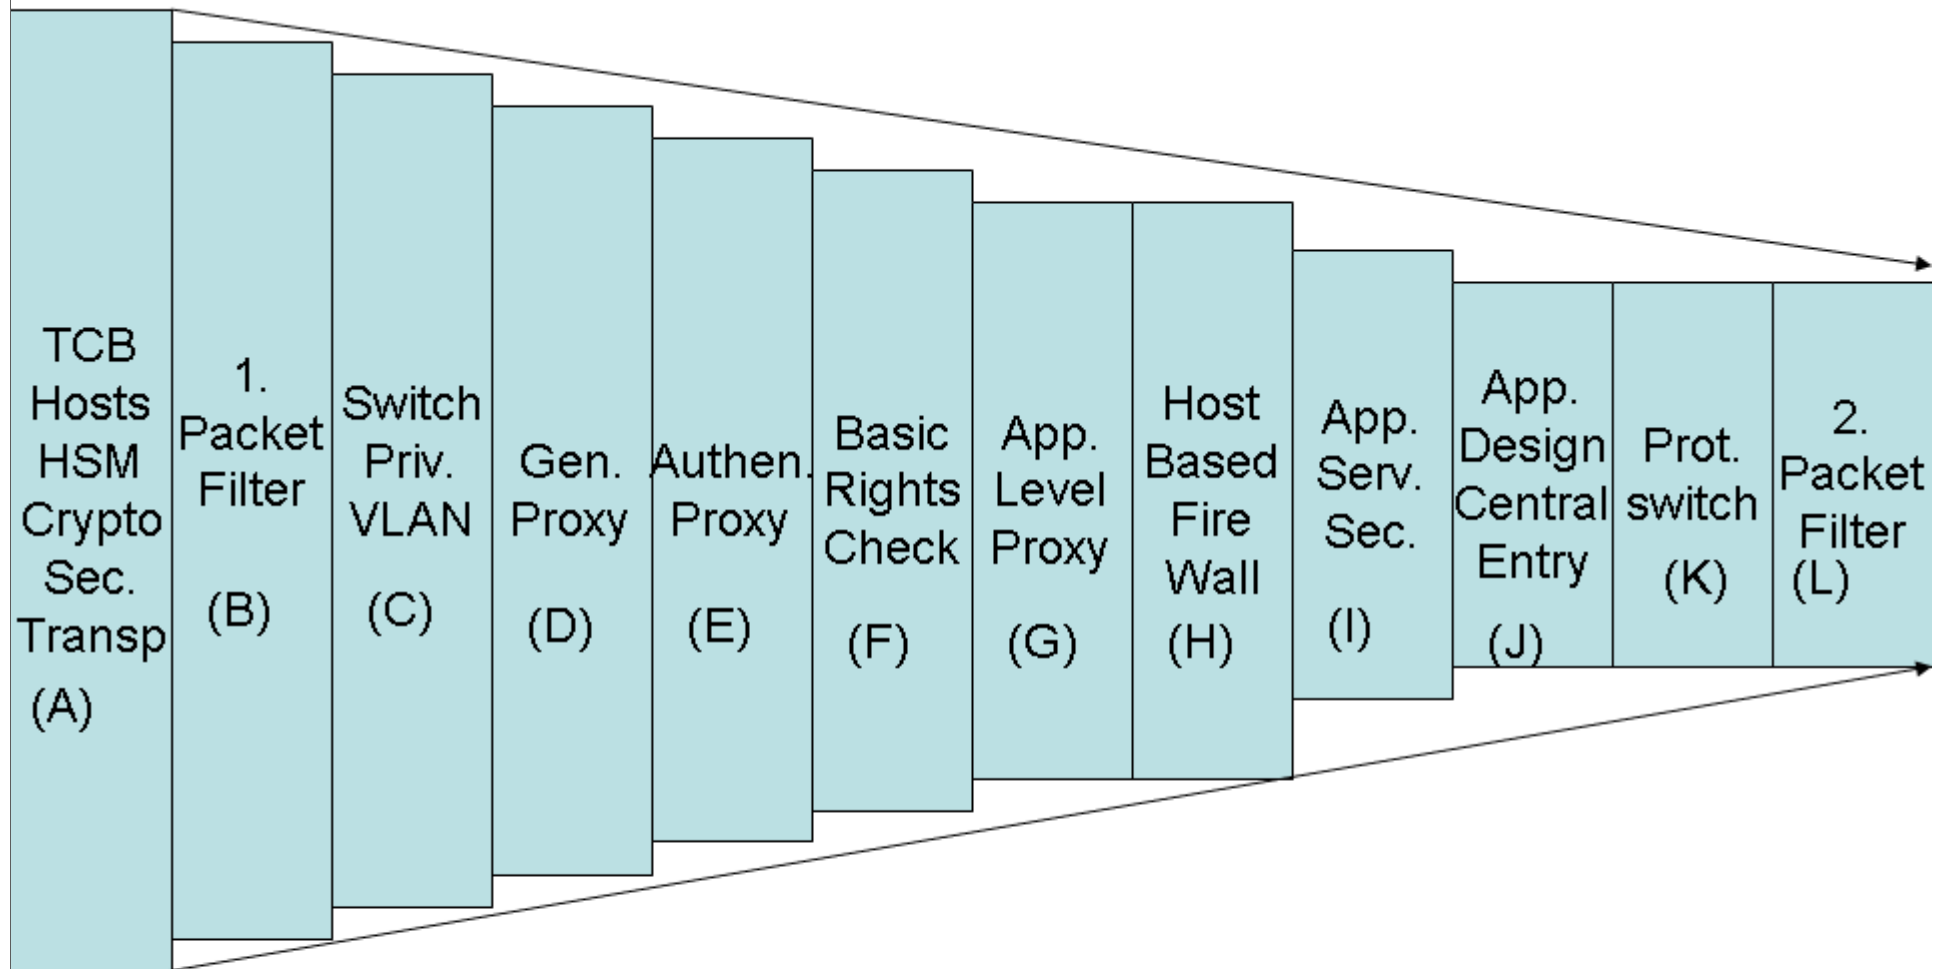 TCB
Hosts
HSM
Crypto
Sec.
Transp
(A)
1.
Packet
Filter
(B)
Switch
Priv.
VLAN
(C)
Gen.
Proxy
(D)
Authen.
Proxy
(E)
Basic
Rights
Check
(F)
App.
Level
Proxy
(G)
Host
Based
Fire
Wall
(H)
App.
Serv.
Sec.
(I)
App.
Design
Central
Entry
(J)
Prot.
switch
(K)
2.
Packet
Filter
(L)